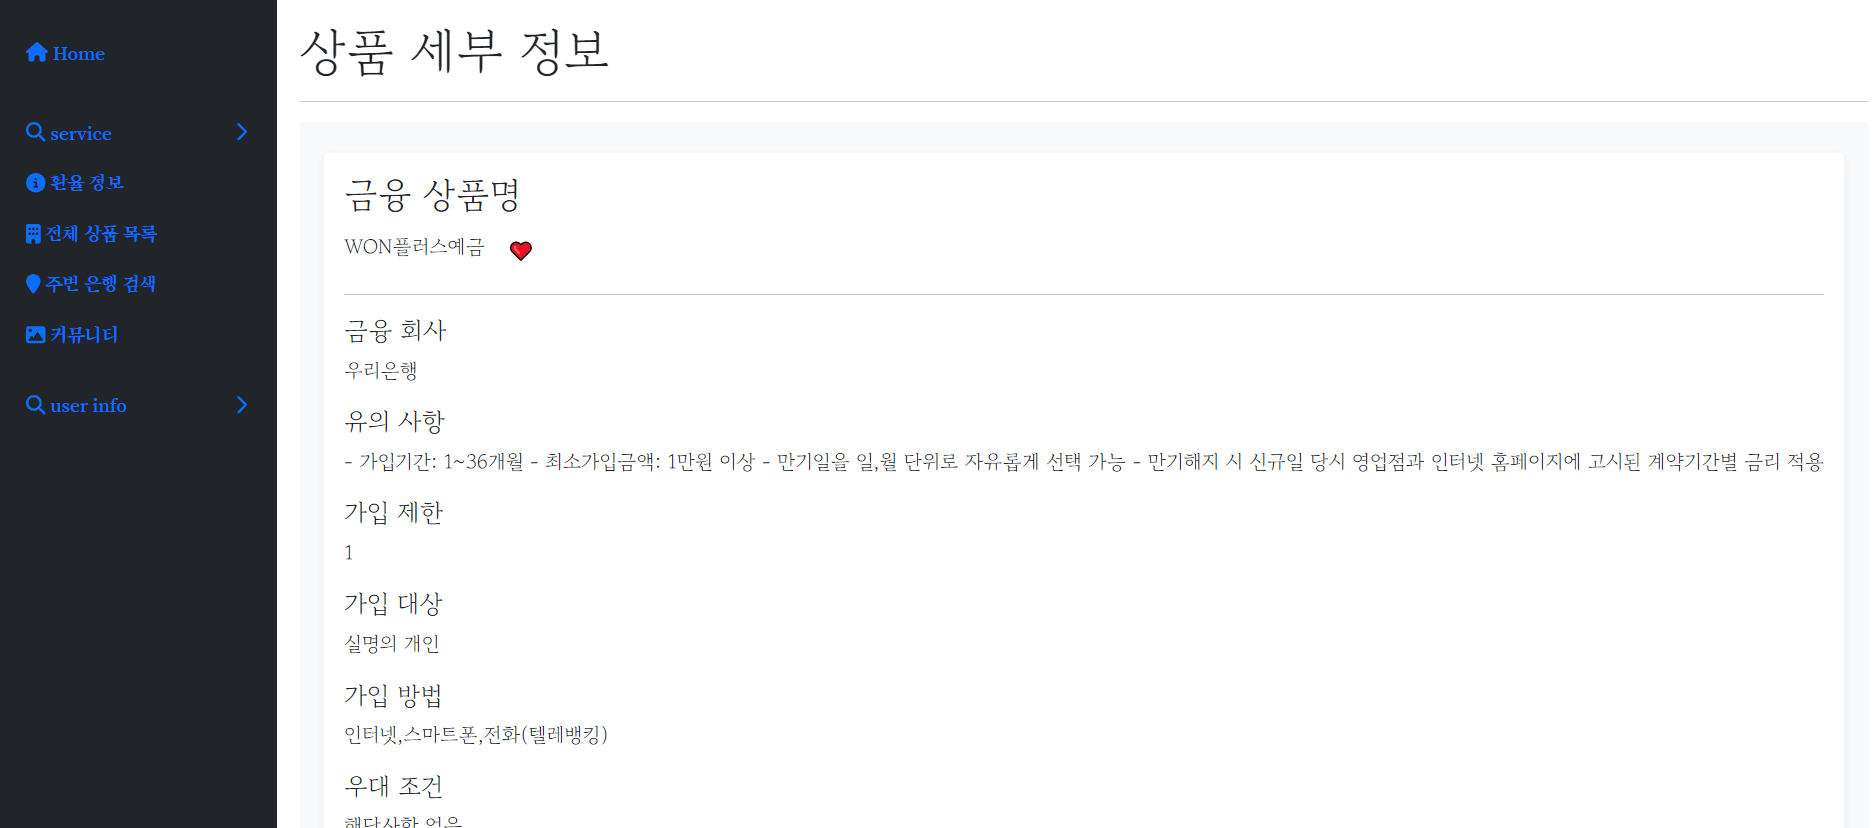 Home
service
환율 정보
전체 상품 목록
주변 은행 검색
커뮤니티
user info
상품 세부 정보
금융 상품명
WON플러스예금
금융 회사
우리은행
유의 사항
- 가입기간: 1~36개월 - 최소가입금액: 1만원 이상 - 만기일을 일,월 단위로 자유롭게 선택 가능 - 만기해지 시 신규일 당시 영업점과 인터넷 홈페이지에 고시된 계약기간별 금리 적용
가입 제한
1
가입 대상
실명의 개인
가입 방법
인터넷,스마트폰,전화(텔레뱅킹)
우대 조건
해당사항 없음